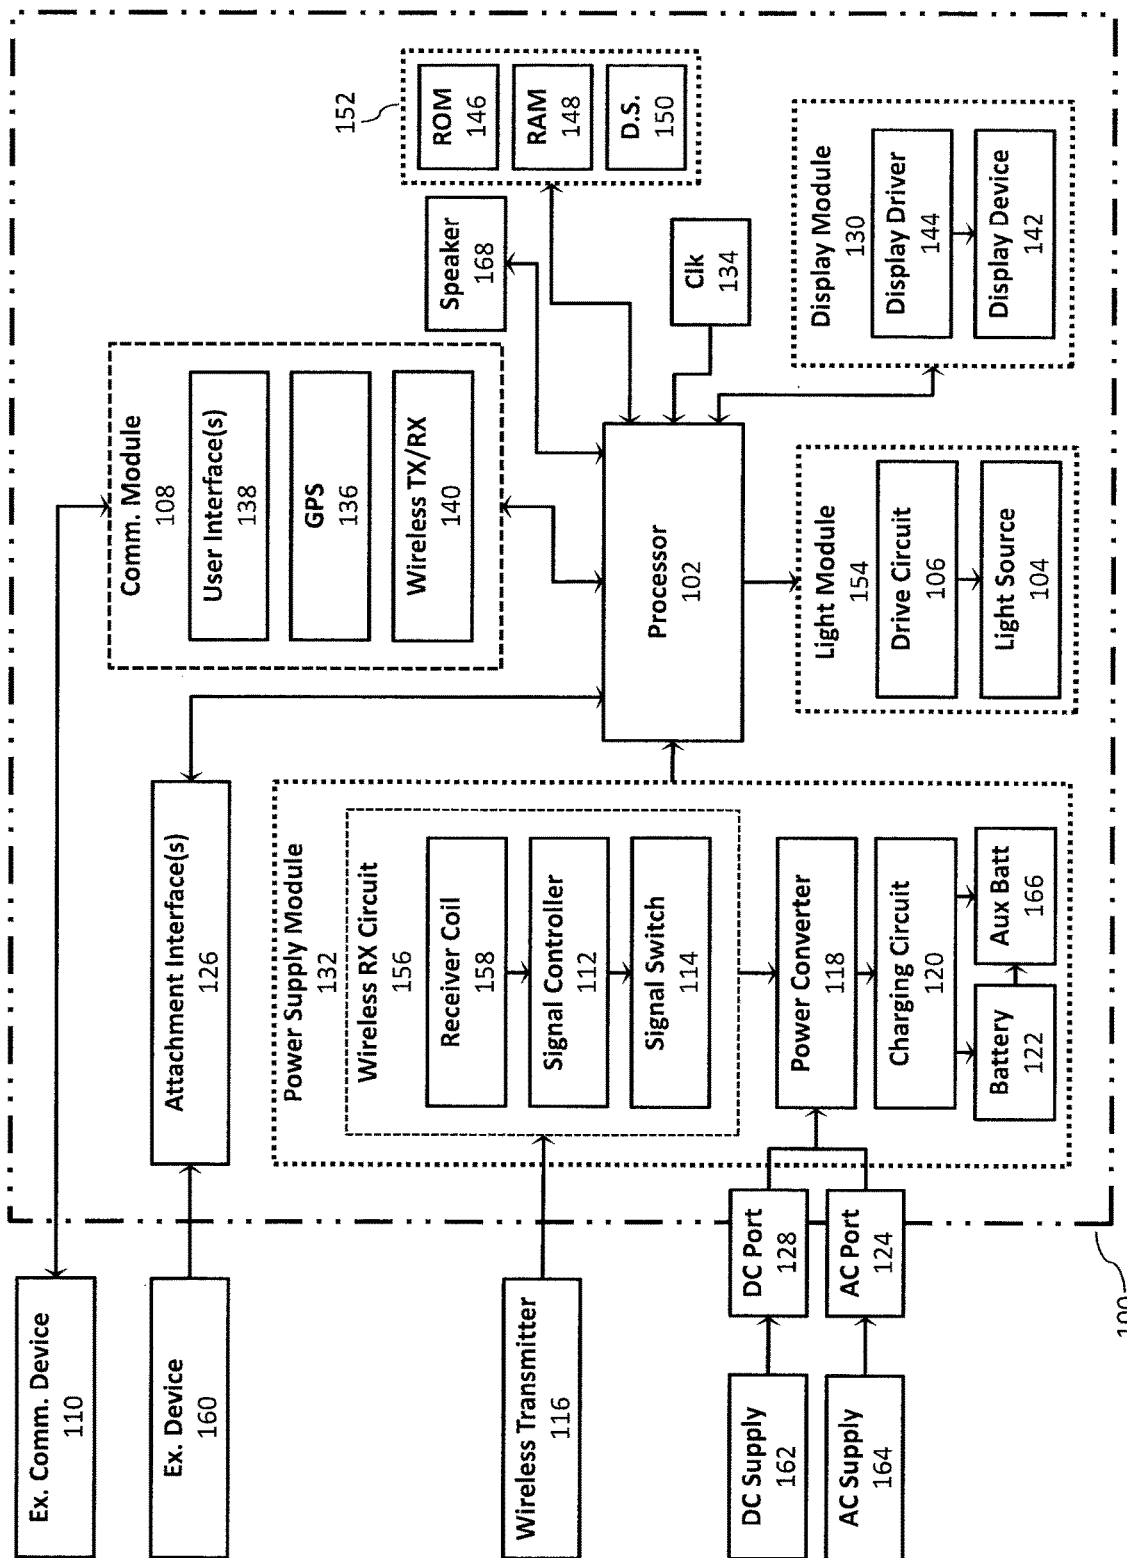 Ex. Comm. Device
110
Ex. Device
160
Wireless Transmitter
116
DC Supply
162
AC Supply
164
DC Port
128
AC Port
124
100
Attachment Interface(s)
126
Power Supply Module
132
Wireless RX Circuit
156
Receiver Coil
158
Signal Controller
112
Signal Switch
114
Power Converter
118
Charging Circuit
120
Battery
122
Aux Batt
166
Comm. Module
108
User Interface(s)
138
GPS
136
Wireless TX/RX
140
Processor
102
Light Module
154
Drive Circuit
106
Light Source
104
Speaker
168
152
ROM
146
RAM
148
D.S.
150
Clk
134
Display Module
130
Display Driver
144
Display Device
142